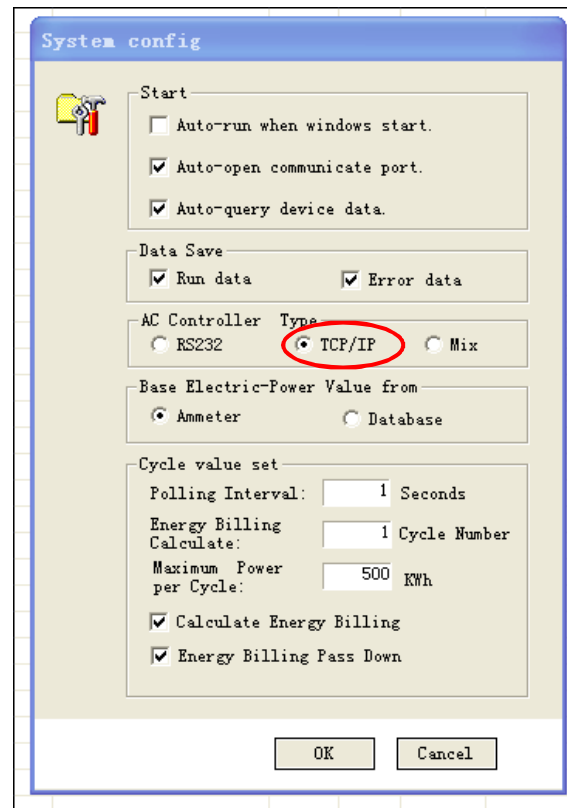 System config
Start
Auto-run when windows start.
Auto-open communicate port.
Auto-query device data.
Data Save
Run data Error data
AC Controller Type
RS232 TCP/IP Mix
Base Electric-Power Value from
Ammeter Database
Cycle value set
Polling Interval: 1 Seconds
Energy Billing
Calculate: 1 Cycle Number
Maximum Power
per Cycle: 500 KWh
Calculate Energy Billing
Energy Billing Pass Down
OK Cancel